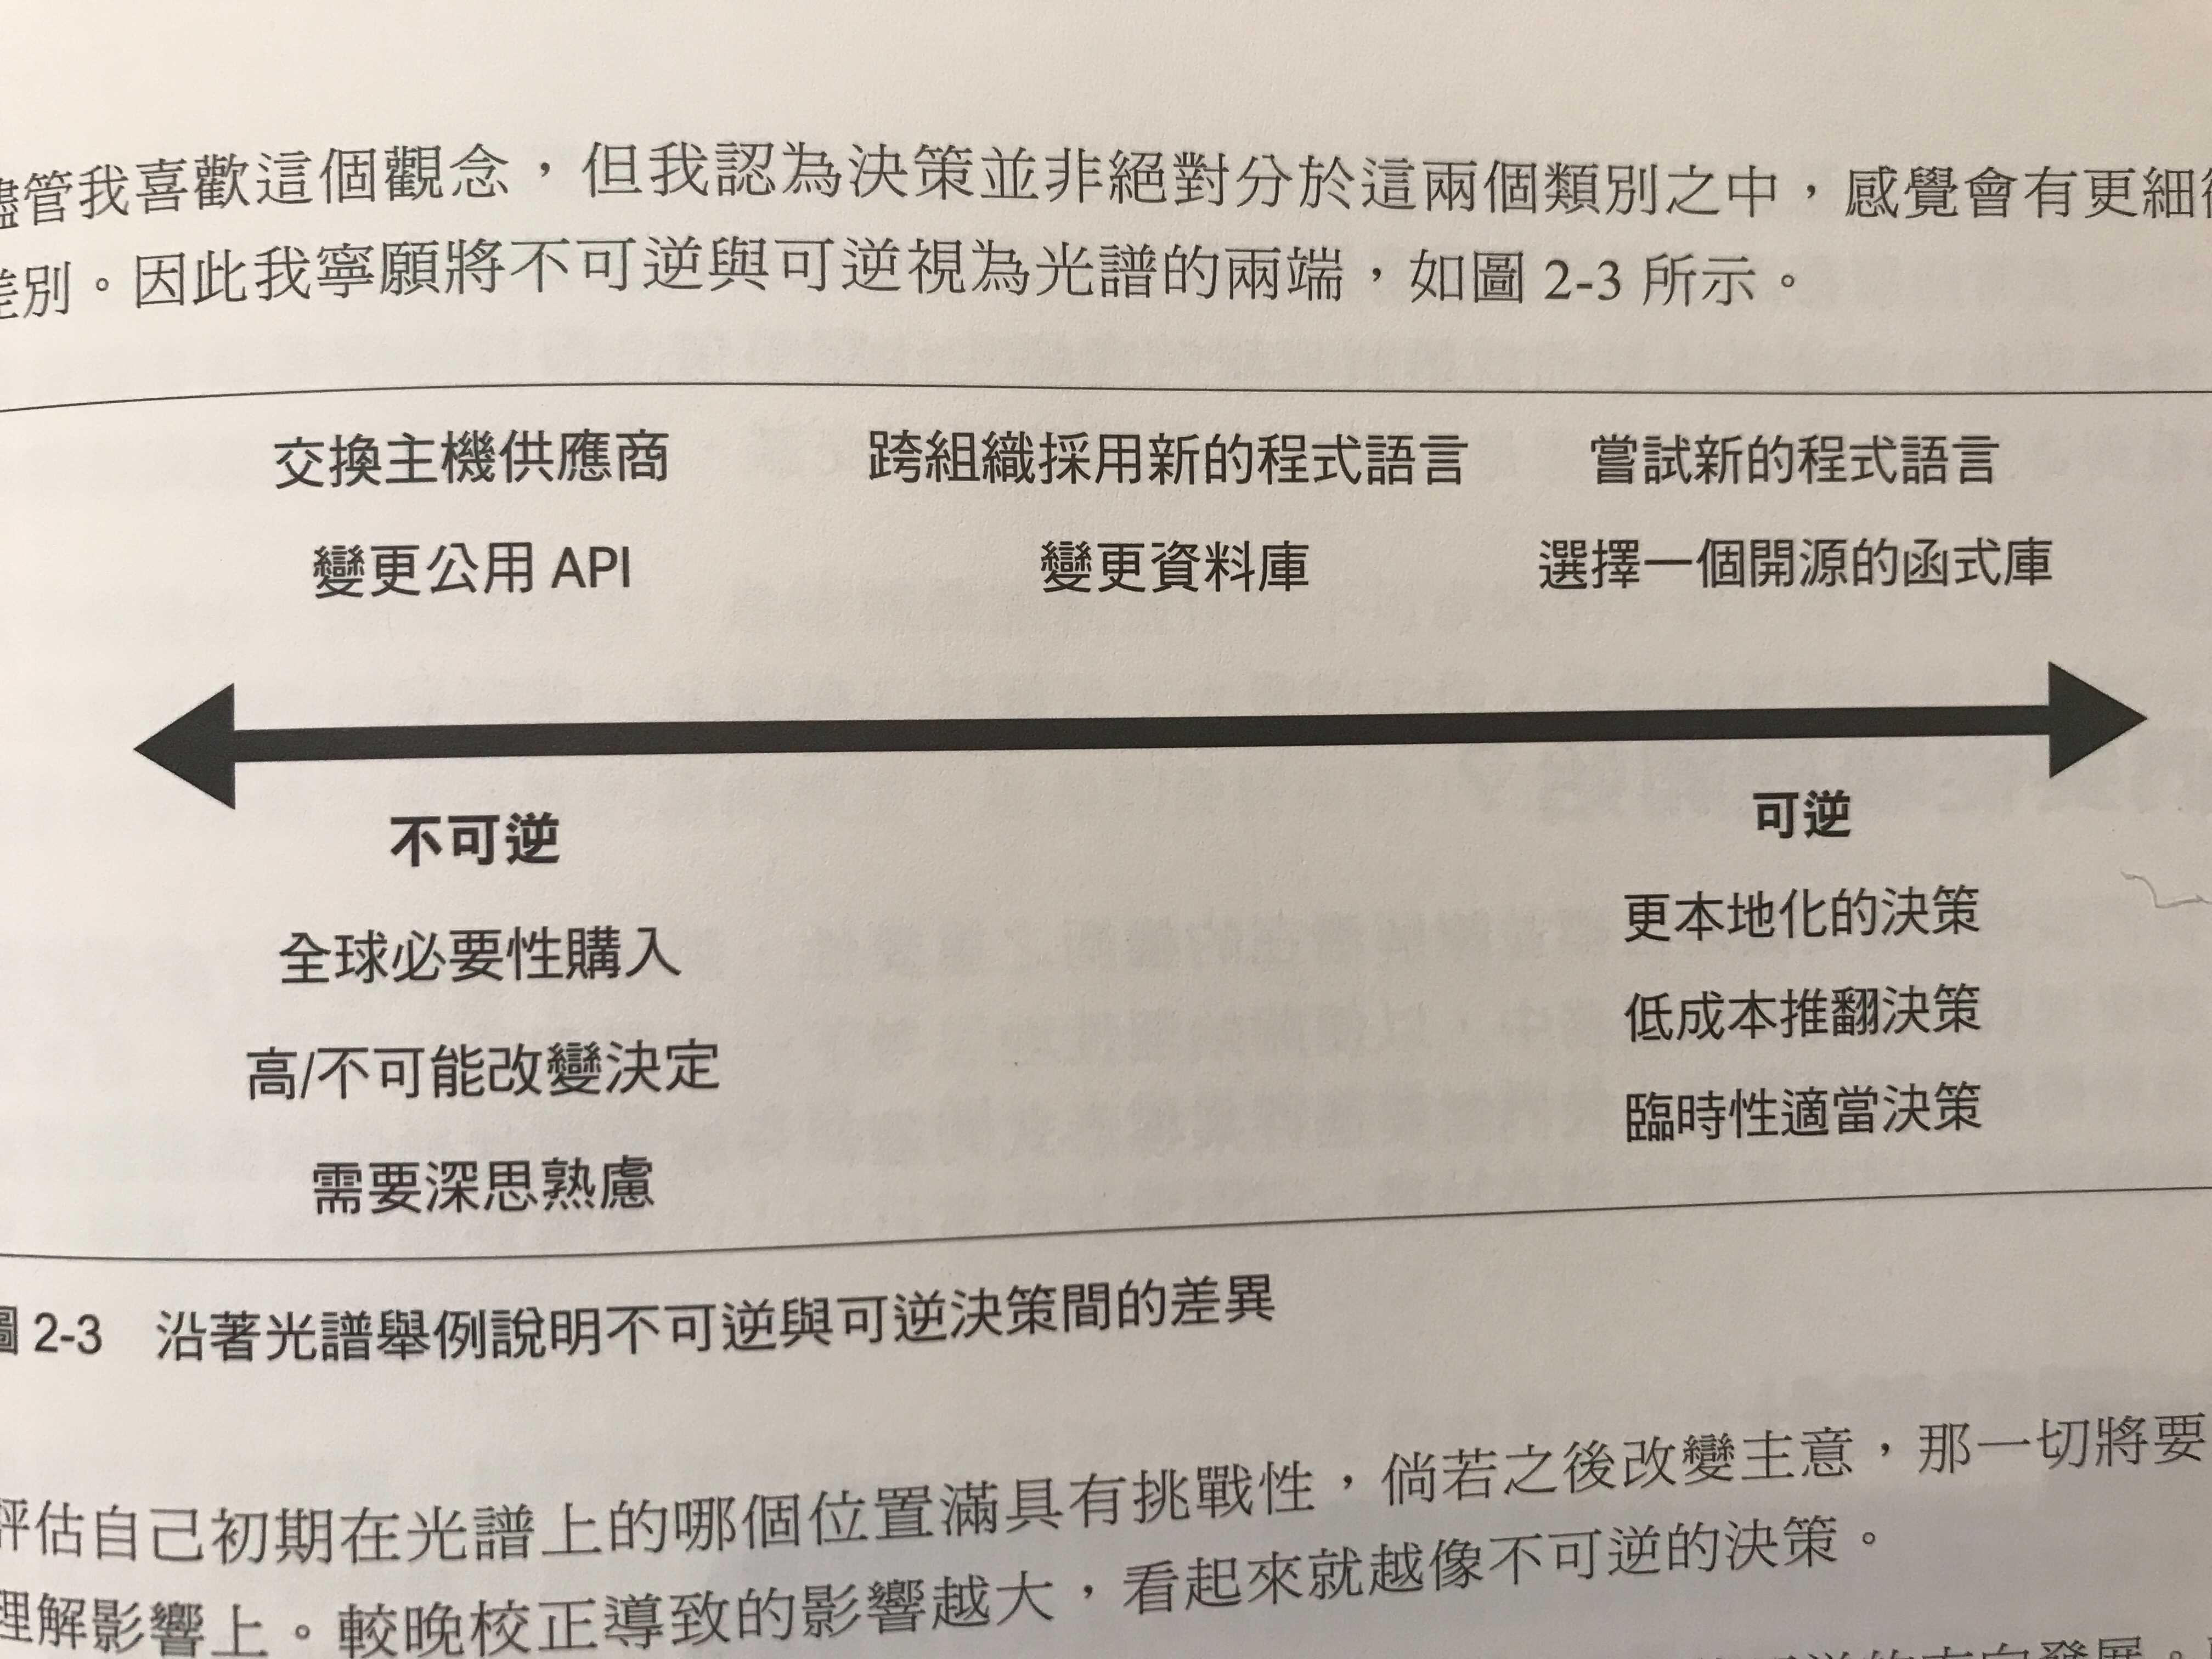 儘管我喜歡這個觀念，但我認為決策並非絕對分於這兩個類別之中，感覺會有更細
差別。因此我寧願將不可逆與可逆視為光譜的兩端，如圖 2-3 所示。
交換主機供應商 跨組織採用新的程式語言 嘗試新的程式語言
變更公用 API 變更資料庫 選擇一個開源的函式庫
不可逆 可逆
全球必要性購入 更本地化的決策
高/不可能改變決定 低成本推翻決策
需要深思熟慮 臨時性適當決策
圖 2-3 沿著光譜舉例說明不可逆與可逆決策間的差異
評估自己初期在光譜上的哪個位置滿具有挑戰性，倘若之後改變主意，那一切將要
理解影響上。較晚校正導致的影響越大，看起來就越像不可逆的決策。
的方向發展。